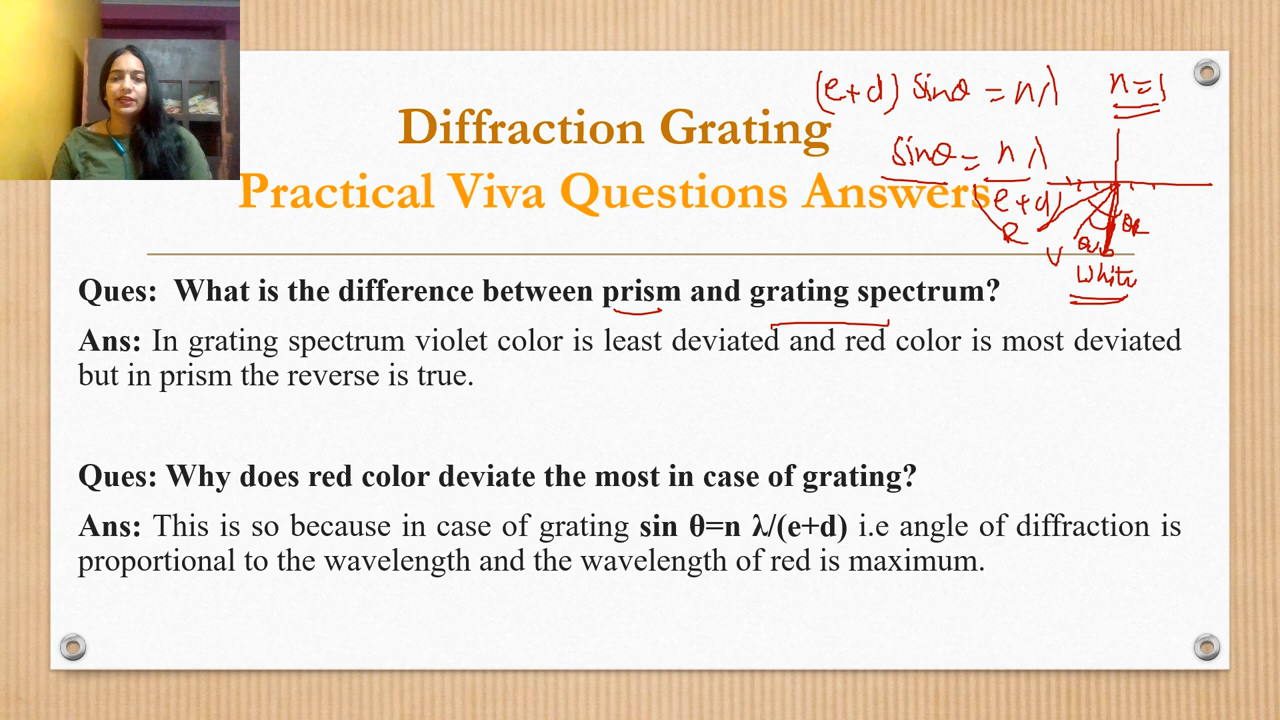 (e+d) sinθ = nλ n=1
Diffraction Grating
sinθ = nλ
e+d
Practical Viva Questions Answers
R θR
V θv
White
Ques: What is the difference between prism and grating spectrum?
Ans: In grating spectrum violet color is least deviated and red color is most deviated
but in prism the reverse is true.
Ques: Why does red color deviate the most in case of grating?
Ans: This is so because in case of grating sin θ=n λ/(e+d) i.e angle of diffraction is
proportional to the wavelength and the wavelength of red is maximum.